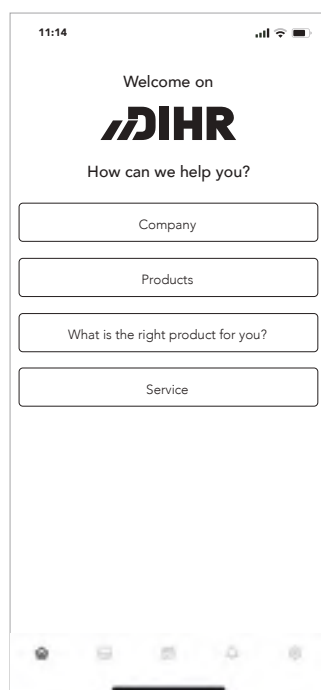 11:14
Welcome on
DIHR
How can we help you?
Company
Products
What is the right product for you?
Service